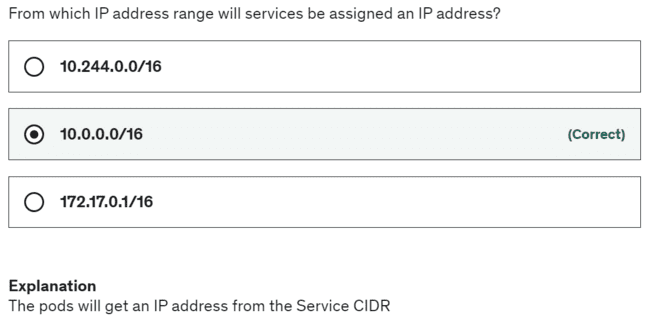 From which IP address range will services be assigned an IP address?
10.244.0.0/16
10.0.0.0/16 (Correct)
172.17.0.1/16
Explanation
The pods will get an IP address from the Service CIDR